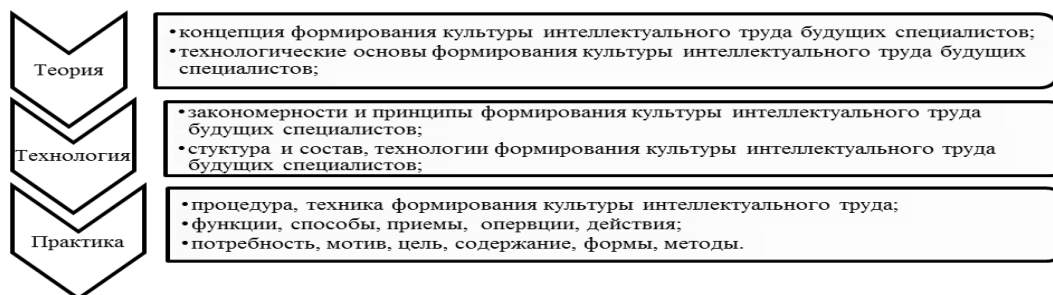 Теория
•концепция формирования культуры интеллектуального труда будущих специалистов;
•технологические основы формирования культуры интеллектуального труда будущих
специалистов;
Технология
•закономерности и принципы формирования культуры интеллектуального труда
будущих специалистов;
•стуктура и состав, технологии формирования культуры интеллектуального труда
будущих специалистов;
Практика
•процедура, техника формирования культуры интеллектуального труда;
•функции, способы, приемы, опервции, действия;
•потребность, мотив, цель, содержание, формы, методы.